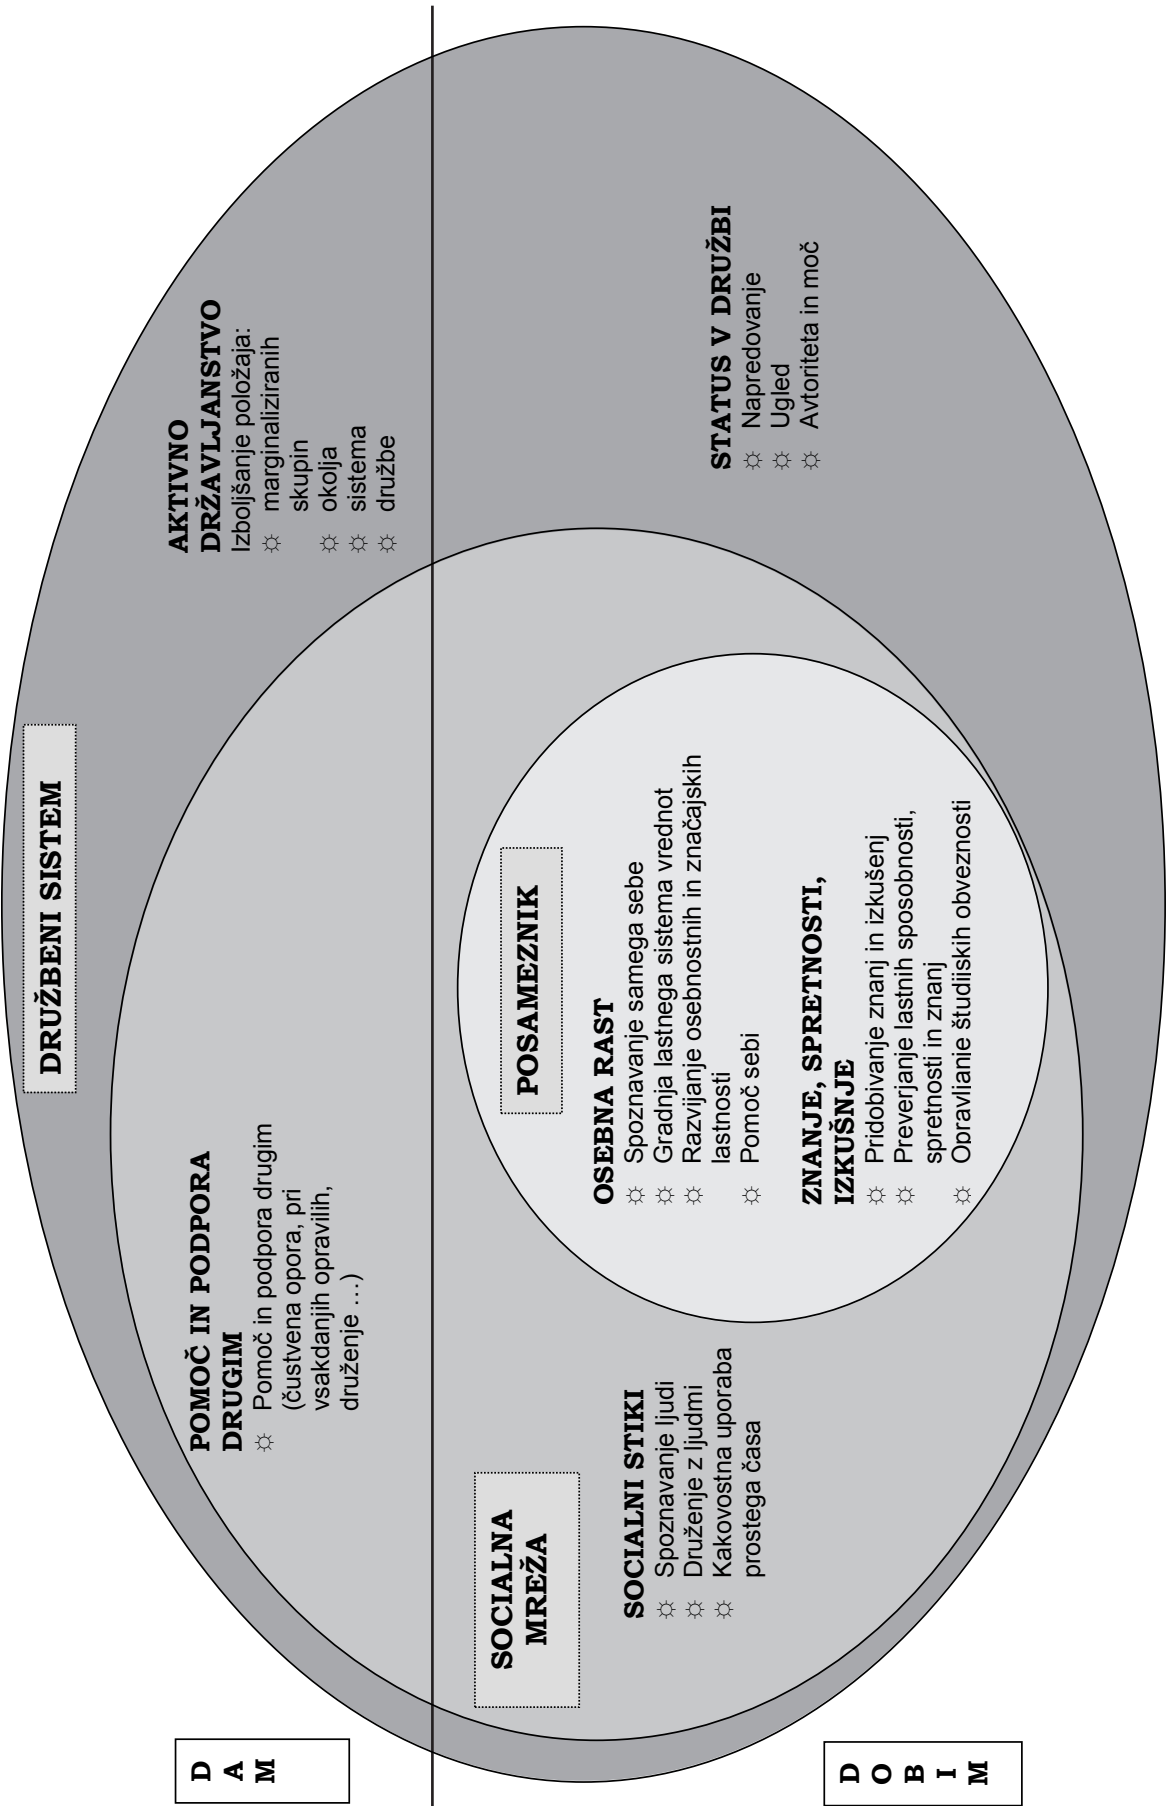 DRUŽBENI SISTEM
D
A
M
POMOČ IN PODPORA
DRUGIM
☼ Pomoč in podpora drugim
(čustvena opora, pri
vsakdanjih opravilih,
druženje …)
AKTIVNO
DRŽAVLJANSTVO
Izboljšanje položaja:
☼ marginaliziranih
skupin
☼ okolja
☼ sistema
☼ družbe
SOCIALNA
MREŽA
SOCIALNI STIKI
☼ Spoznavanje ljudi
☼ Druženje z ljudmi
☼ Kakovostna uporaba
prostega časa
POSAMEZNIK
OSEBNA RAST
☼ Spoznavanje samega sebe
☼ Gradnja lastnega sistema vrednot
☼ Razvijanje osebnostnih in značajskih
lastnosti
☼ Pomoč sebi
ZNANJE, SPRETNOSTI,
IZKUŠNJE
☼ Pridobivanje znanj in izkušenj
☼ Preverjanje lastnih sposobnosti,
spretnosti in znanj
☼ Opravljanje študijskih obveznosti
STATUS V DRUŽBI
☼ Napredovanje
☼ Ugled
☼ Avtoriteta in moč
D
O
B
I
M